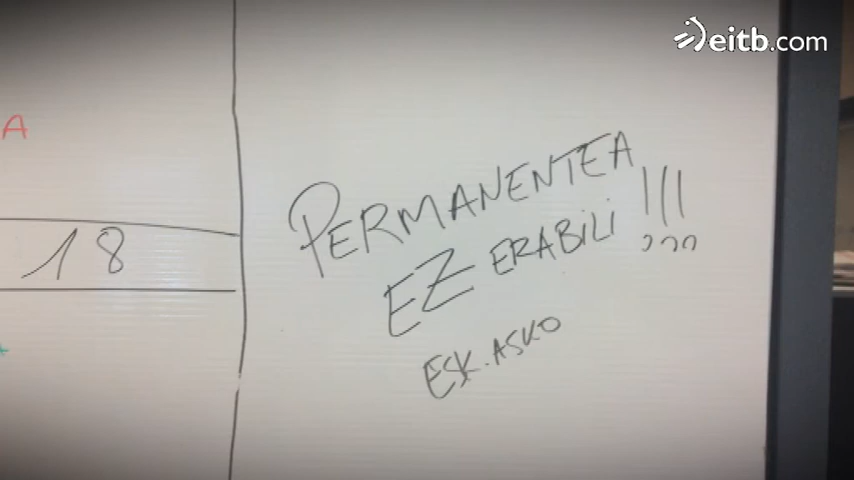 eitb.com
A
PERMANENTEA
EZ ERABILI !!!
18
ESK. ASKO